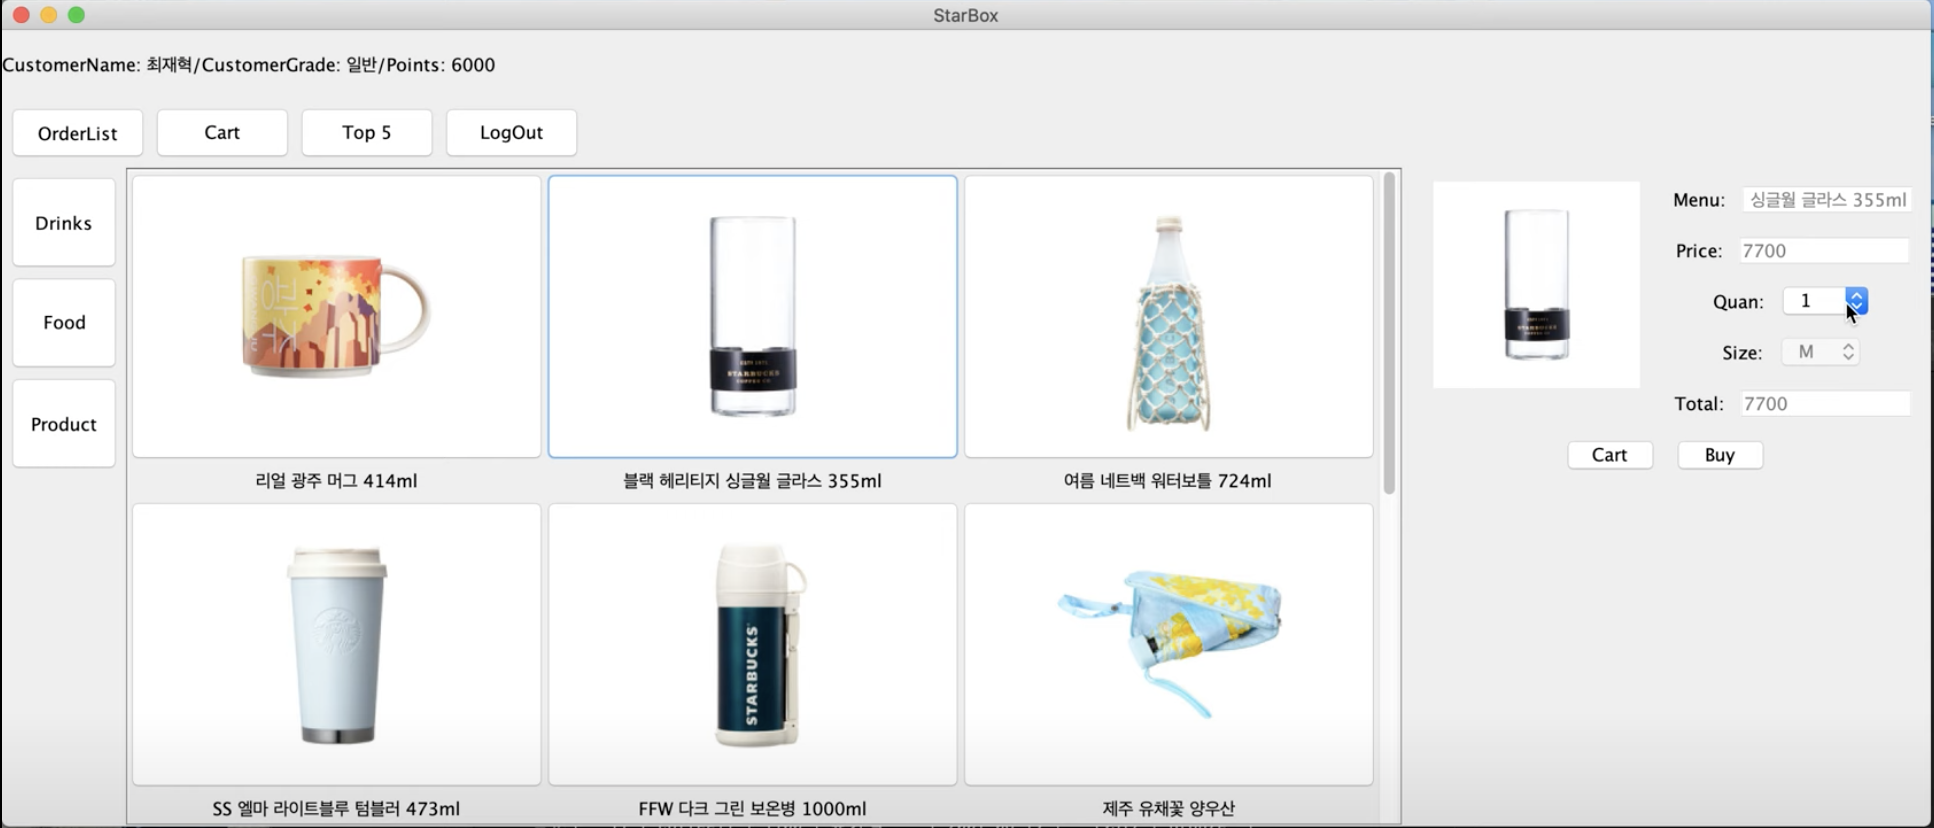 StarBox
CustomerName: 최재혁/CustomerGrade: 일반/Points: 6000
OrderList
Cart
Top 5
LogOut
Drinks
Food
Product
광주
STARBUCKS
리얼 광주 머그 414ml
블랙 헤리티지 싱글월 글라스 355ml
여름 네트백 워터보틀 724ml
STARBUCKS
SS 엘마 라이트블루 텀블러 473ml
FFW 다크 그린 보온병 1000ml
제주 유채꽃 양우산
STARBUCKS
Menu: 싱글월 글라스 355ml
Price: 7700
Quan: 1
Size: M
Total: 7700
Cart
Buy